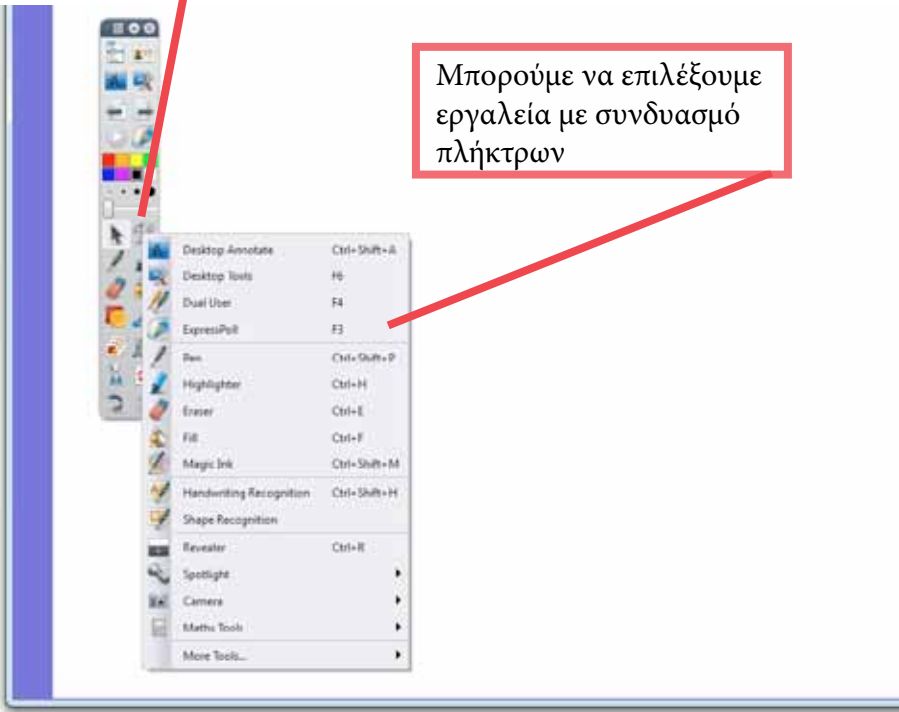 Μπορούμε να επιλέξουμε
εργαλεία με συνδυασμό
πλήκτρων
Desktop Annotate Ctrl+Shift+A
Desktop Tools F6
Dual User F4
ExpressPoll F3
Pen Ctrl+Shift+P
Highlighter Ctrl+H
Eraser Ctrl+E
Fill Ctrl+F
Magic Ink Ctrl+Shift+M
Handwriting Recognition Ctrl+Shift+H
Shape Recognition
Revealer Ctrl+R
Spotlight
Camera
Maths Tools
More Tools...